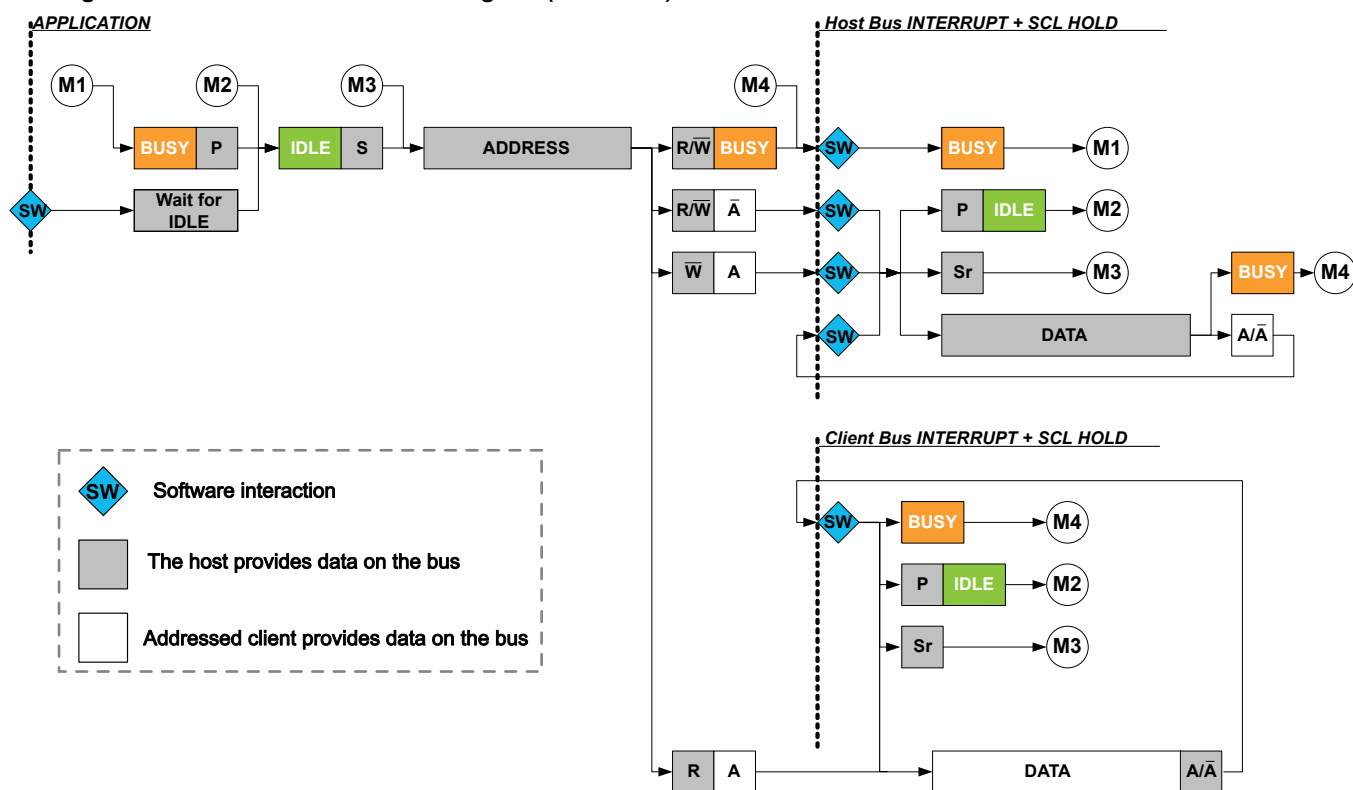 APPLICATION
Host Bus INTERRUPT + SCL HOLD
M1
M2
M3
M4
BUSY P
IDLE S
ADDRESS
R/W̅ BUSY
SW
BUSY
M1
SW
Wait for
IDLE
R/W̅ A̅
SW
P IDLE
M2
W̅ A
SW
Sr
M3
BUSY
M4
SW
DATA
A/A̅
Client Bus INTERRUPT + SCL HOLD
SW
Software interaction
SW
BUSY
M4
The host provides data on the bus
P IDLE
M2
Addressed client provides data on the bus
Sr
M3
R A
DATA
A/A̅